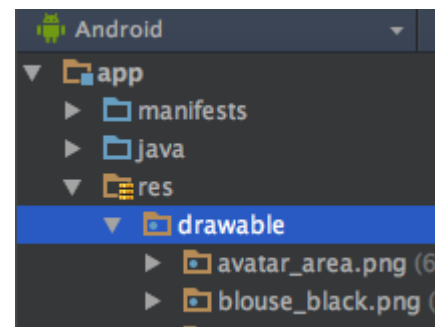 Android
app
manifests
java
res
drawable
avatar_area.png (6
blouse_black.png (